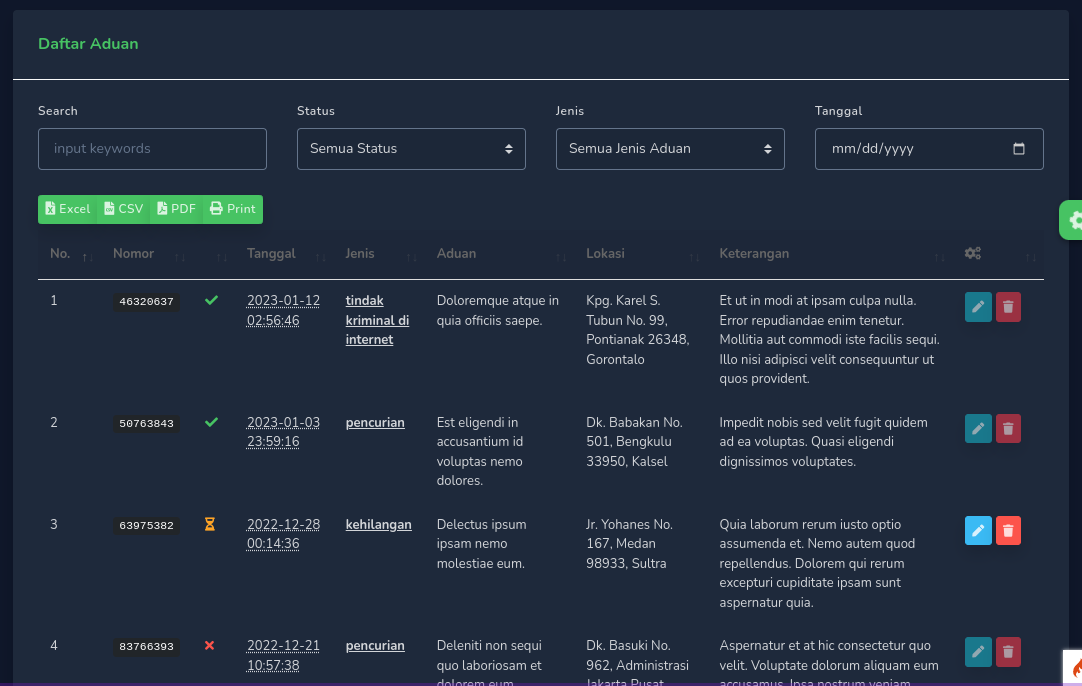 Daftar Aduan
Search Status Jenis Tanggal
input keywords Semua Status Semua Jenis Aduan mm/dd/yyyy
Excel CSV PDF Print
No. Nomor Tanggal Jenis Aduan Lokasi Keterangan
1 46320637 2023-01-12 tindak Doloremque atque in Kpg. Karel S. Et ut in modi at ipsam culpa nulla.
02:56:46 kriminal di quia officiis saepe. Tubun No. 99, Error repudiandae enim tenetur.
internet Pontianak 26348, Mollitia aut commodi iste facilis sequi.
Gorontalo Illo nisi adipisci velit consequuntur ut
quos provident.
2 50763843 2023-01-03 pencurian Est eligendi in Dk. Babakan No. Impedit nobis sed velit fugit quidem
23:59:16 accusantium id 501, Bengkulu ad ea voluptas. Quasi eligendi
voluptas nemo 33950, Kalsel dignissimos voluptates.
dolores.
3 63975382 2022-12-28 kehilangan Delectus ipsum Jr. Yohanes No. Quia laborum rerum iusto optio
00:14:36 ipsam nemo 167, Medan assumenda et. Nemo autem quod
molestiae eum. 98933, Sultra repellendus. Dolorem qui rerum
excepturi cupiditate ipsam sunt
aspernatur quia.
4 83766393 2022-12-21 pencurian Deleniti non sequi Dk. Basuki No. Aspernatur et at hic consectetur quo
10:57:38 quo laboriosam et 962, Administrasi velit. Voluptate dolorum aliquam eum
dolorem eum Jakarta Pusat accusamus. Ipsa nostrum veniam